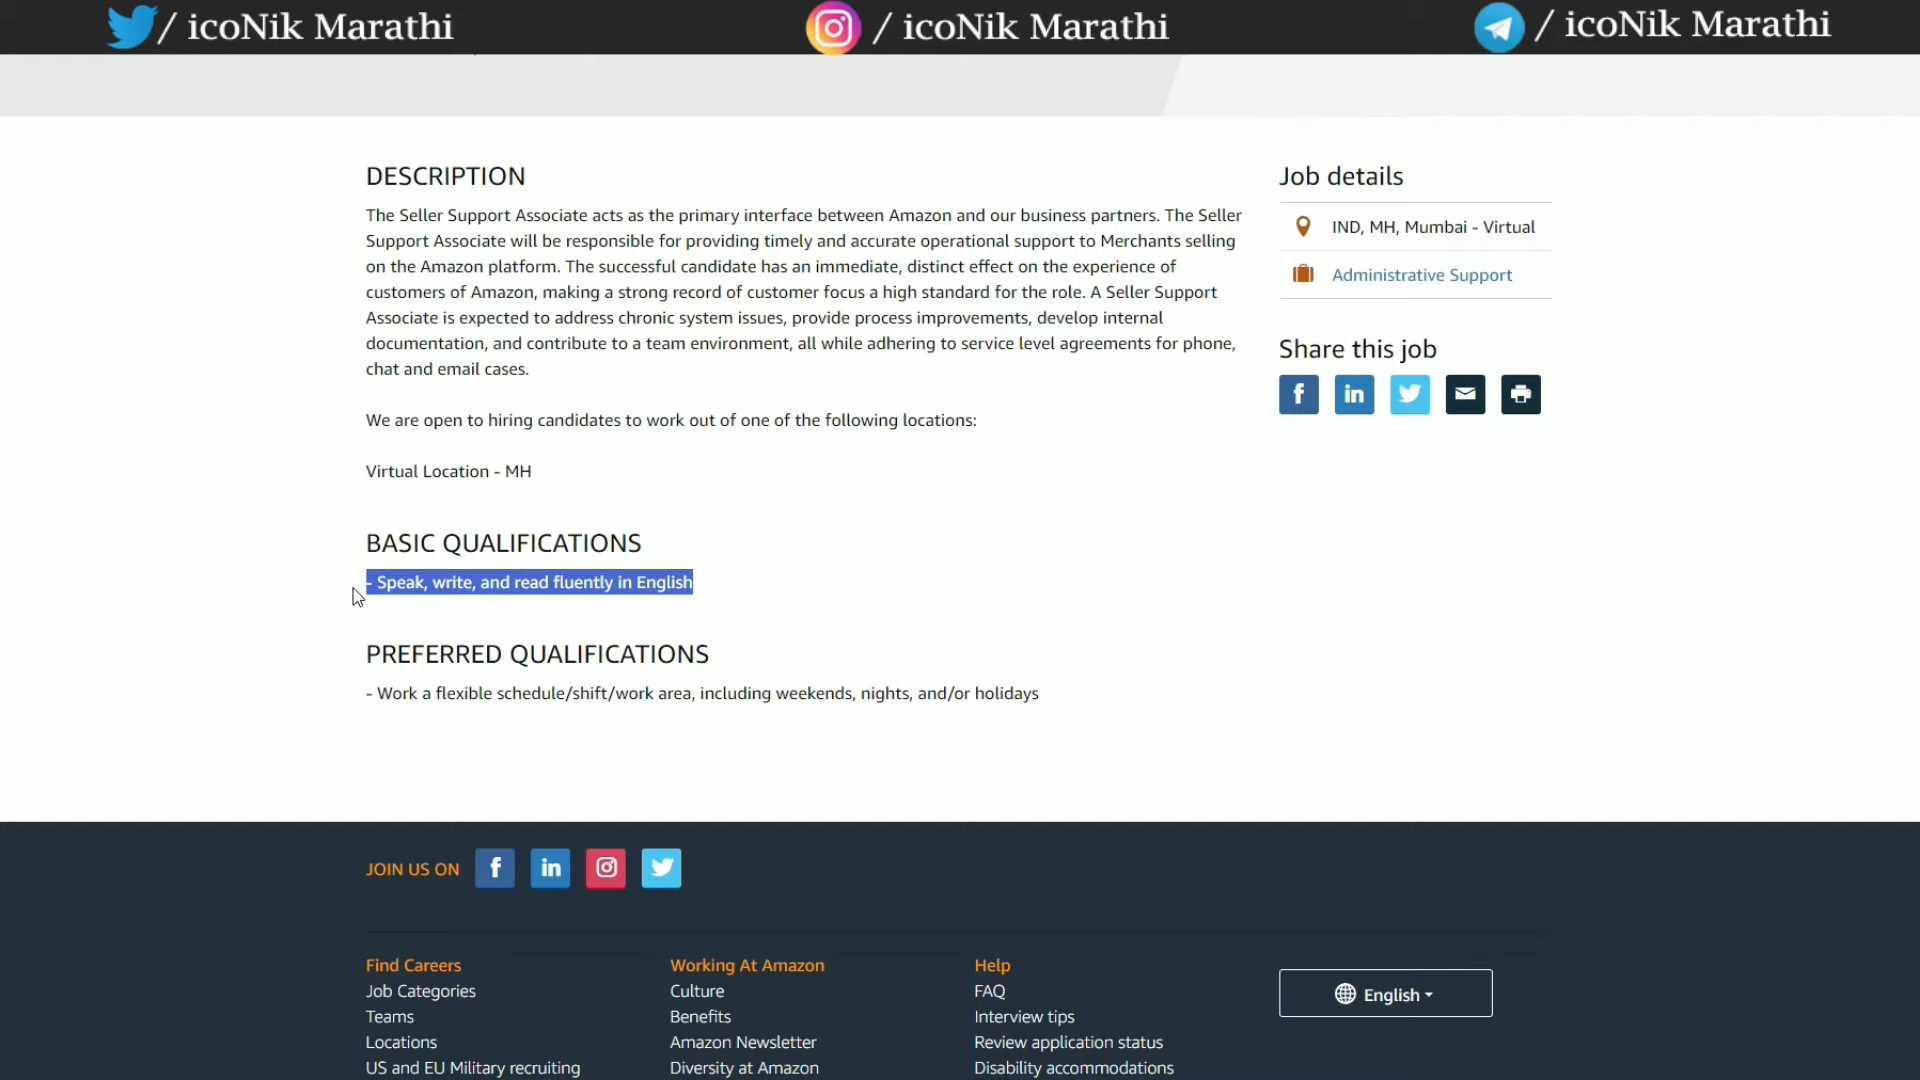 / icoNik Marathi
/ icoNik Marathi
/ icoNik Marathi
DESCRIPTION
The Seller Support Associate acts as the primary interface between Amazon and our business partners. The Seller
Support Associate will be responsible for providing timely and accurate operational support to Merchants selling
on the Amazon platform. The successful candidate has an immediate, distinct effect on the experience of
customers of Amazon, making a strong record of customer focus a high standard for the role. A Seller Support
Associate is expected to address chronic system issues, provide process improvements, develop internal
documentation, and contribute to a team environment, all while adhering to service level agreements for phone,
chat and email cases.
We are open to hiring candidates to work out of one of the following locations:
Virtual Location - MH
BASIC QUALIFICATIONS
- Speak, write, and read fluently in English
PREFERRED QUALIFICATIONS
- Work a flexible schedule/shift/work area, including weekends, nights, and/or holidays
Job details
IND, MH, Mumbai - Virtual
Administrative Support
Share this job
JOIN US ON
Find Careers
Job Categories
Teams
Locations
US and EU Military recruiting
Working At Amazon
Culture
Benefits
Amazon Newsletter
Diversity at Amazon
Help
FAQ
Interview tips
Review application status
Disability accommodations
English